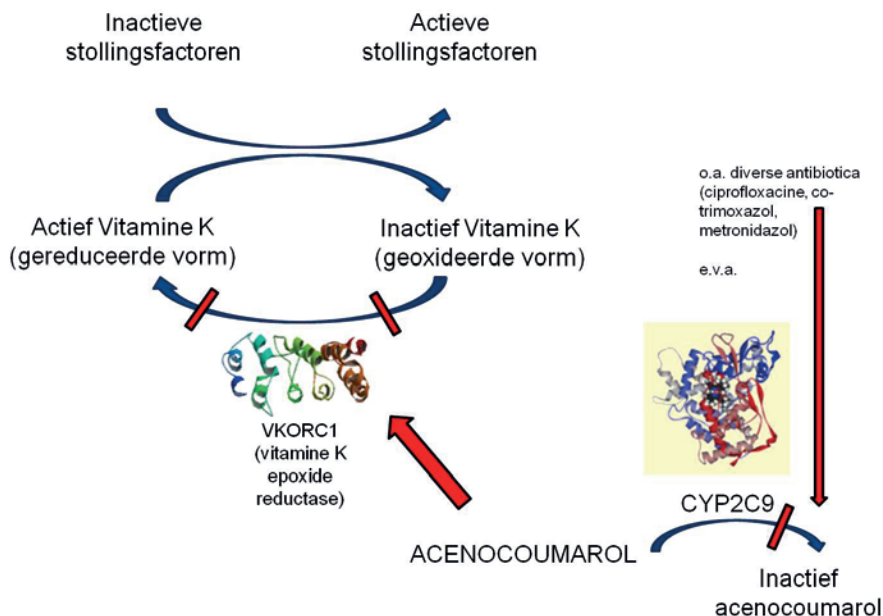 Inactieve
stollingsfactoren
Actieve
stollingsfactoren
o.a. diverse antibiotica
(ciprofloxacine, co-
trimoxazol,
metronidazol)
e.v.a.
Actief Vitamine K
(gereduceerde vorm)
Inactief Vitamine K
(geoxideerde vorm)
VKORC1
(vitamine K
epoxide
reductase)
CYP2C9
ACENOCOUMAROL
Inactief
acenocoumarol